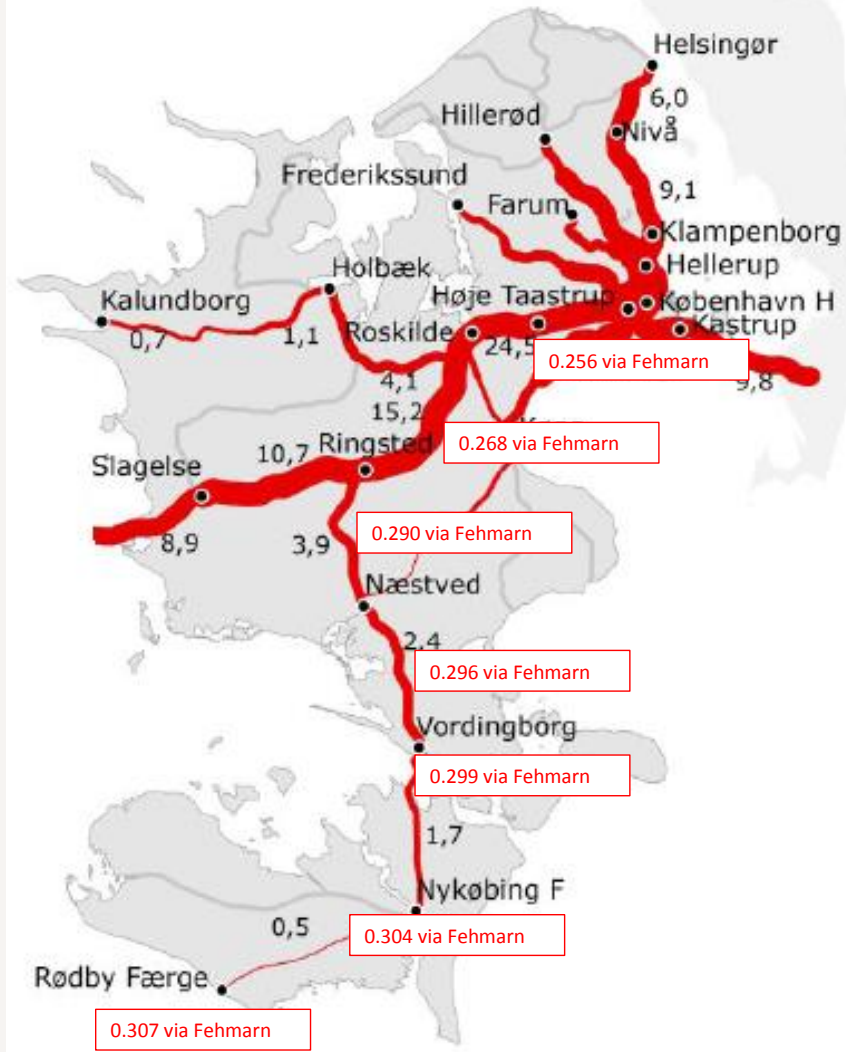 Helsingør
6,0
Hillerød
Nivå
Frederikssund
9,1
Farum
Klampenborg
Hellerup
Holbæk
Kalundborg
Høje Taastrup
København H
0,7
1,1
Roskilde
24,5
Kastrup
0.256 via Fehmarn
9,8
4,1
15,2
0.268 via Fehmarn
Ringsted
10,7
Slagelse
8,9
3,9
0.290 via Fehmarn
Næstved
2,4
0.296 via Fehmarn
Vordingborg
0.299 via Fehmarn
1,7
Nykøbing F
0,5
0.304 via Fehmarn
Rødby Færge
0.307 via Fehmarn